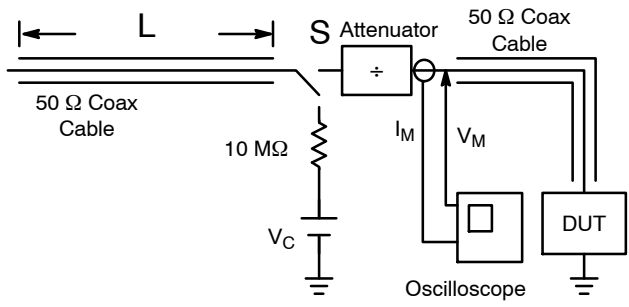 L
S
Attenuator
50 Ω Coax
Cable
÷
50 Ω Coax
Cable
10 MΩ
I_M
V_M
V_C
DUT
Oscilloscope